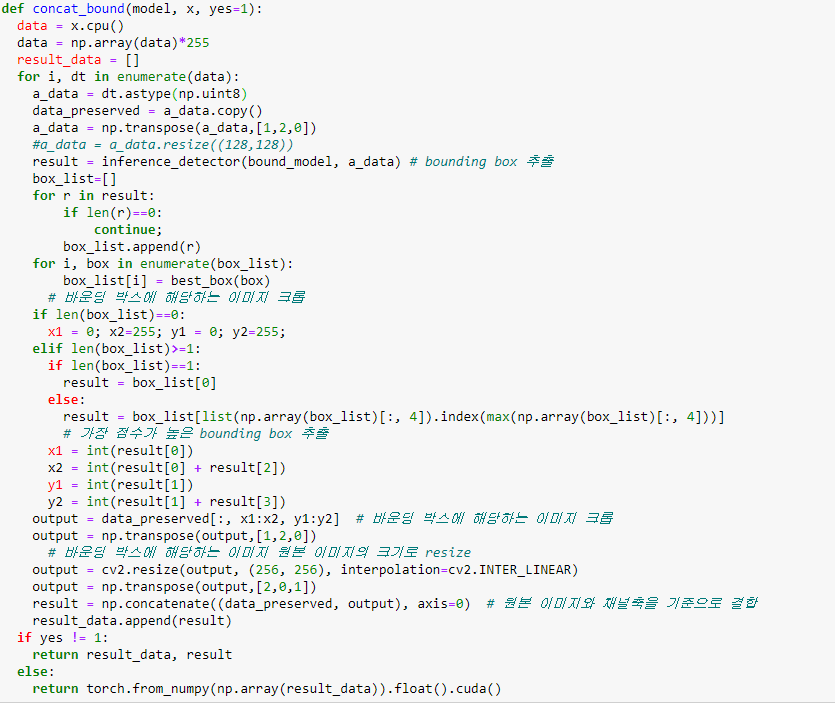 def concat_bound(model, x, yes=1):
  data = x.cpu()
  data = np.array(data)*255
  result_data = []
  for i, dt in enumerate(data):
    a_data = dt.astype(np.uint8)
    data_preserved = a_data.copy()
    a_data = np.transpose(a_data,[1,2,0])
    #a_data = a_data.resize((128,128))
    result = inference_detector(bound_model, a_data) # bounding box 추출
    box_list=[]
    for r in result:
        if len(r)==0:
            continue;
        box_list.append(r)
    for i, box in enumerate(box_list):
        box_list[i] = best_box(box)
      # 바운딩 박스에 해당하는 이미지 크롭
    if len(box_list)==0:
      x1 = 0; x2=255; y1 = 0; y2=255;
    elif len(box_list)>=1:
      if len(box_list)==1:
        result = box_list[0]
      else:
        result = box_list[list(np.array(box_list)[:, 4]).index(max(np.array(box_list)[:, 4]))]
        # 가장 점수가 높은 bounding box 추출
      x1 = int(result[0])
      x2 = int(result[0] + result[2])
      y1 = int(result[1])
      y2 = int(result[1] + result[3])
    output = data_preserved[:, x1:x2, y1:y2]  # 바운딩 박스에 해당하는 이미지 크롭
    output = np.transpose(output,[1,2,0])
      # 바운딩 박스에 해당하는 이미지 원본 이미지의 크기로 resize
    output = cv2.resize(output, (256, 256), interpolation=cv2.INTER_LINEAR)
    output = np.transpose(output,[2,0,1])
    result = np.concatenate((data_preserved, output), axis=0)  # 원본 이미지와 채널축을 기준으로 결합
    result_data.append(result)
  if yes != 1:
    return result_data, result
  else:
    return torch.from_numpy(np.array(result_data)).float().cuda()